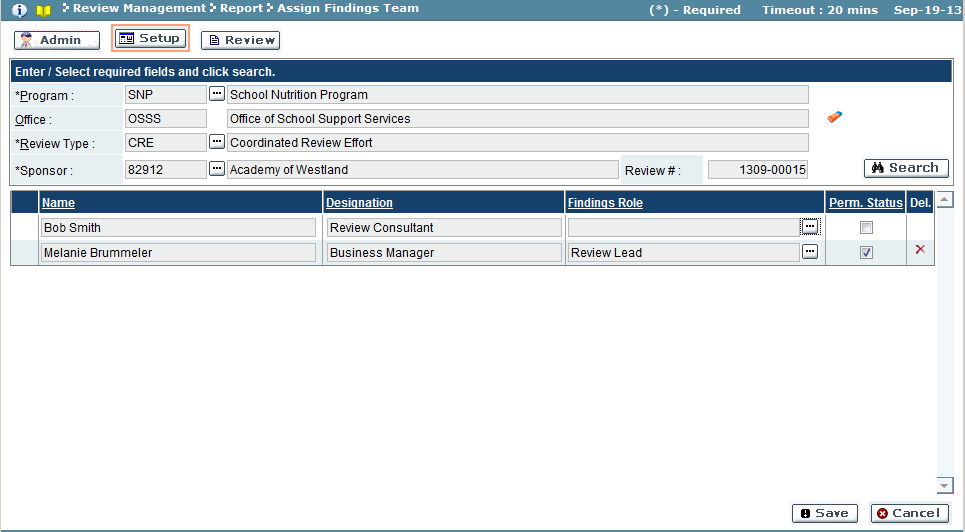 Review Management Report Assign Findings Team (*) - Required Timeout : 20 mins Sep-19-13
Admin Setup Review
Enter / Select required fields and click search.
*Program : SNP ... School Nutrition Program
Office : OSSS Office of School Support Services
*Review Type : CRE ... Coordinated Review Effort
*Sponsor : 82912 ... Academy of Westland Review # : 1309-00015 Search
Name Designation Findings Role Perm. Status Del.
Bob Smith Review Consultant ...
Melanie Brummeler Business Manager Review Lead ...
Save Cancel